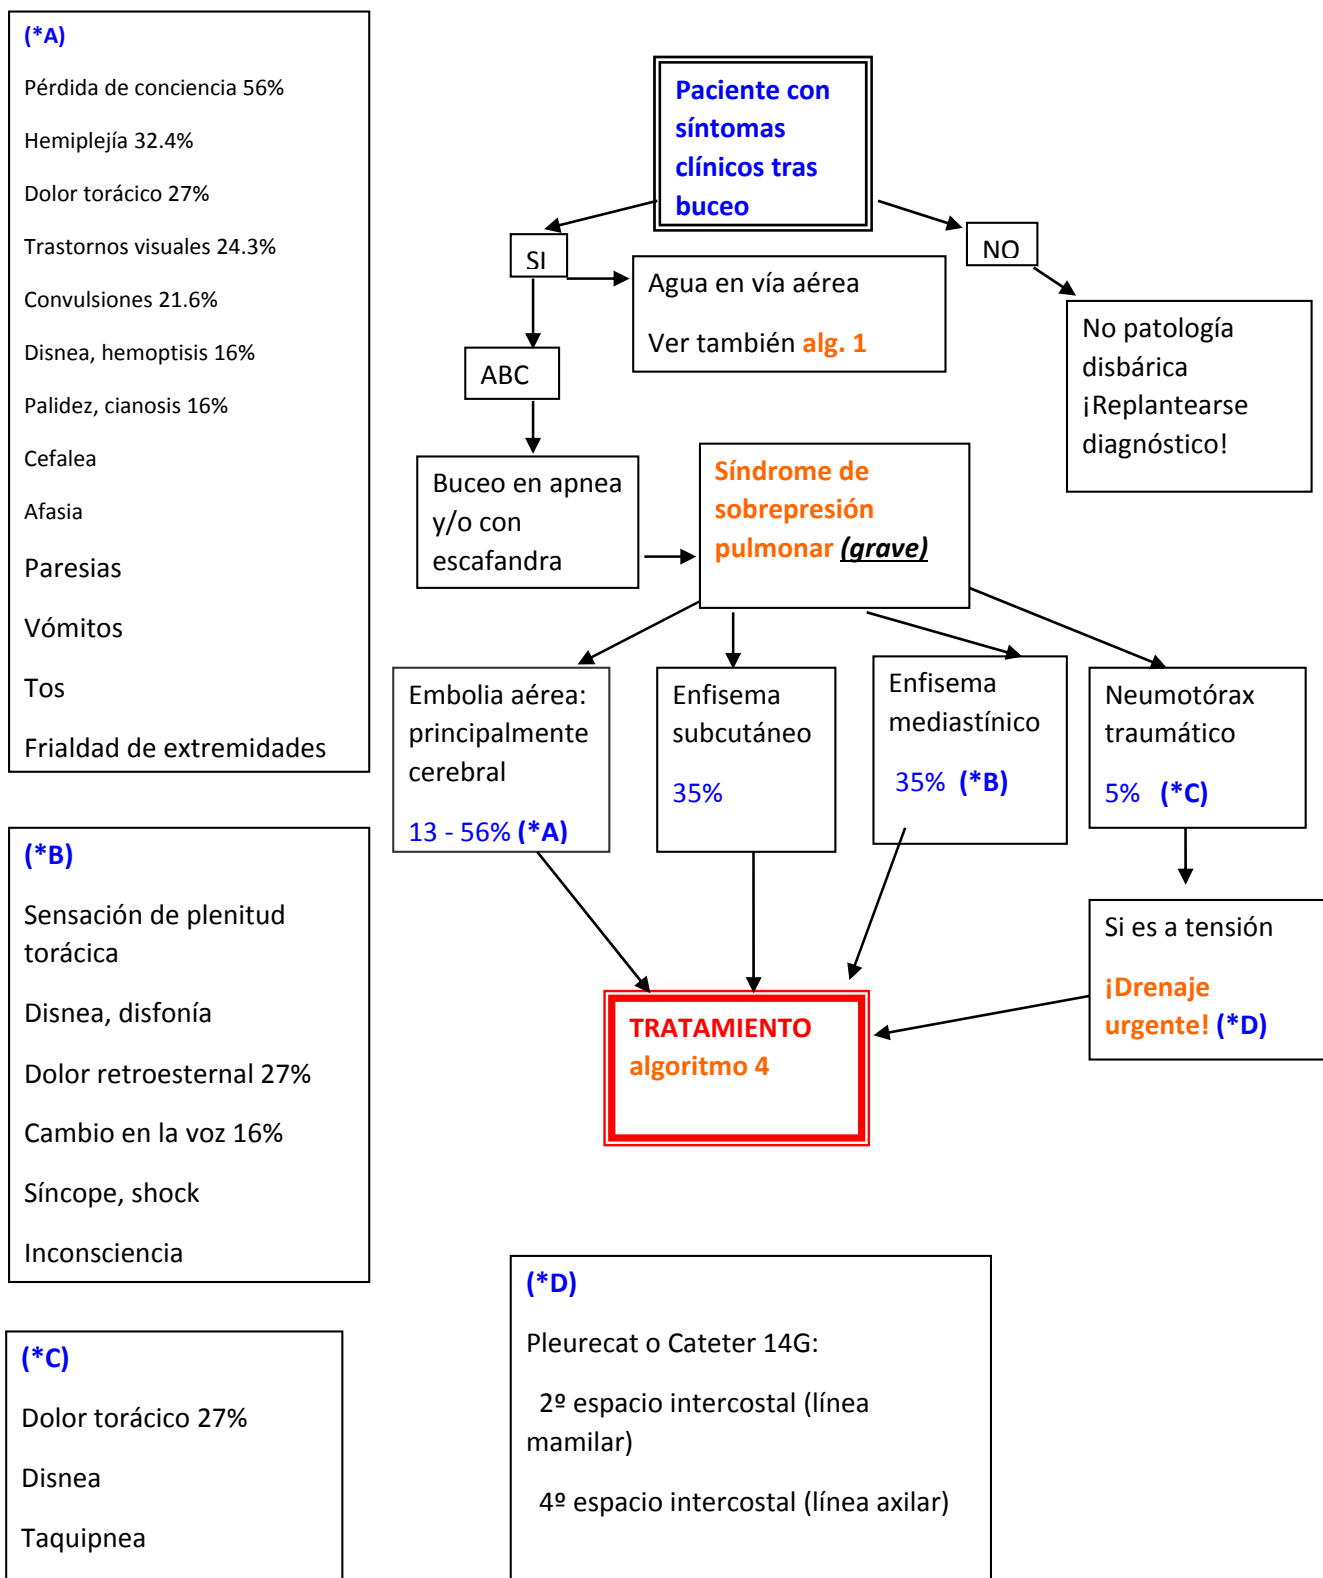 (*A)
Pérdida de conciencia 56%
Hemiplejía 32.4%
Dolor torácico 27%
Trastornos visuales 24.3%
Convulsiones 21.6%
Disnea, hemoptisis 16%
Palidez, cianosis 16%
Cefalea
Afasia
Paresias
Vómitos
Tos
Frialdad de extremidades
(*B)
Sensación de plenitud
torácica
Disnea, disfonía
Dolor retroesternal 27%
Cambio en la voz 16%
Síncope, shock
Inconsciencia
(*C)
Dolor torácico 27%
Disnea
Taquipnea
Paciente con
síntomas
clínicos tras
buceo
SI
NO
Agua en vía aérea
Ver también alg. 1
No patología
disbárica
¡Replantearse
diagnóstico!
ABC
Buceo en apnea
y/o con
escafandra
Síndrome de
sobrepresión
pulmonar (grave)
Embolia aérea:
principalmente
cerebral
13 - 56% (*A)
Enfisema
subcutáneo
35%
Enfisema
mediastínico
35% (*B)
Neumotórax
traumático
5% (*C)
Si es a tensión
¡Drenaje
urgente! (*D)
TRATAMIENTO
algoritmo 4
(*D)
Pleurecat o Cateter 14G:
2º espacio intercostal (línea
mamilar)
4º espacio intercostal (línea axilar)